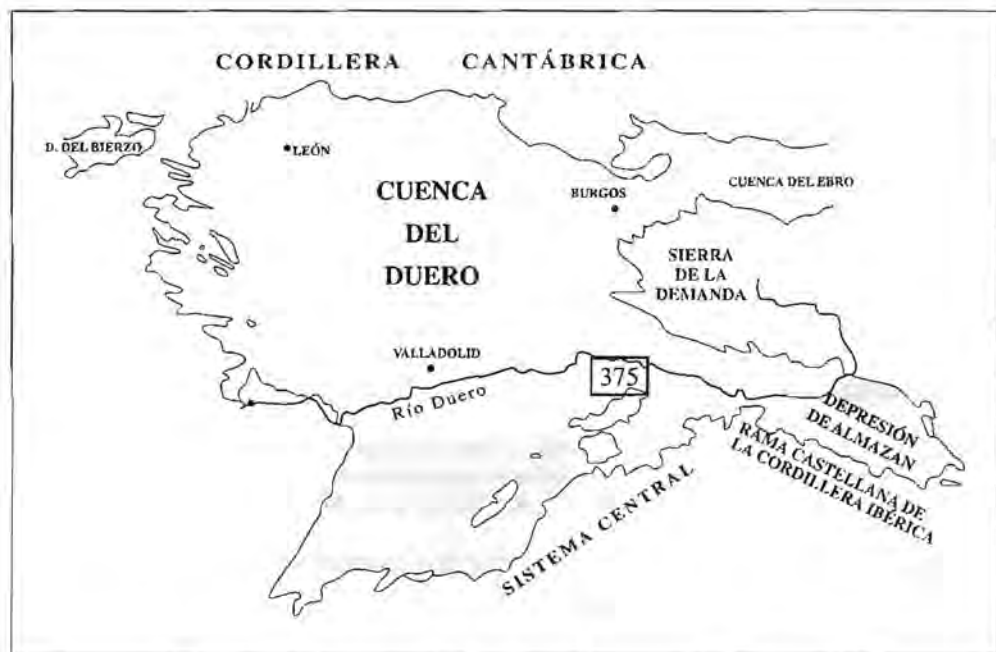 CORDILLERA CANTÁBRICA
D. DEL BIERZO
LEÓN
CUENCA
DEL
DUERO
BURGOS
CUENCA DEL EBRO
SIERRA
DE LA
DEMANDA
VALLADOLID
Río Duero
375
DEPRESIÓN
DE ALMAZAN
RAMA CASTELLANA DE
LA CORDILLERA IBÉRICA
SISTEMA CENTRAL